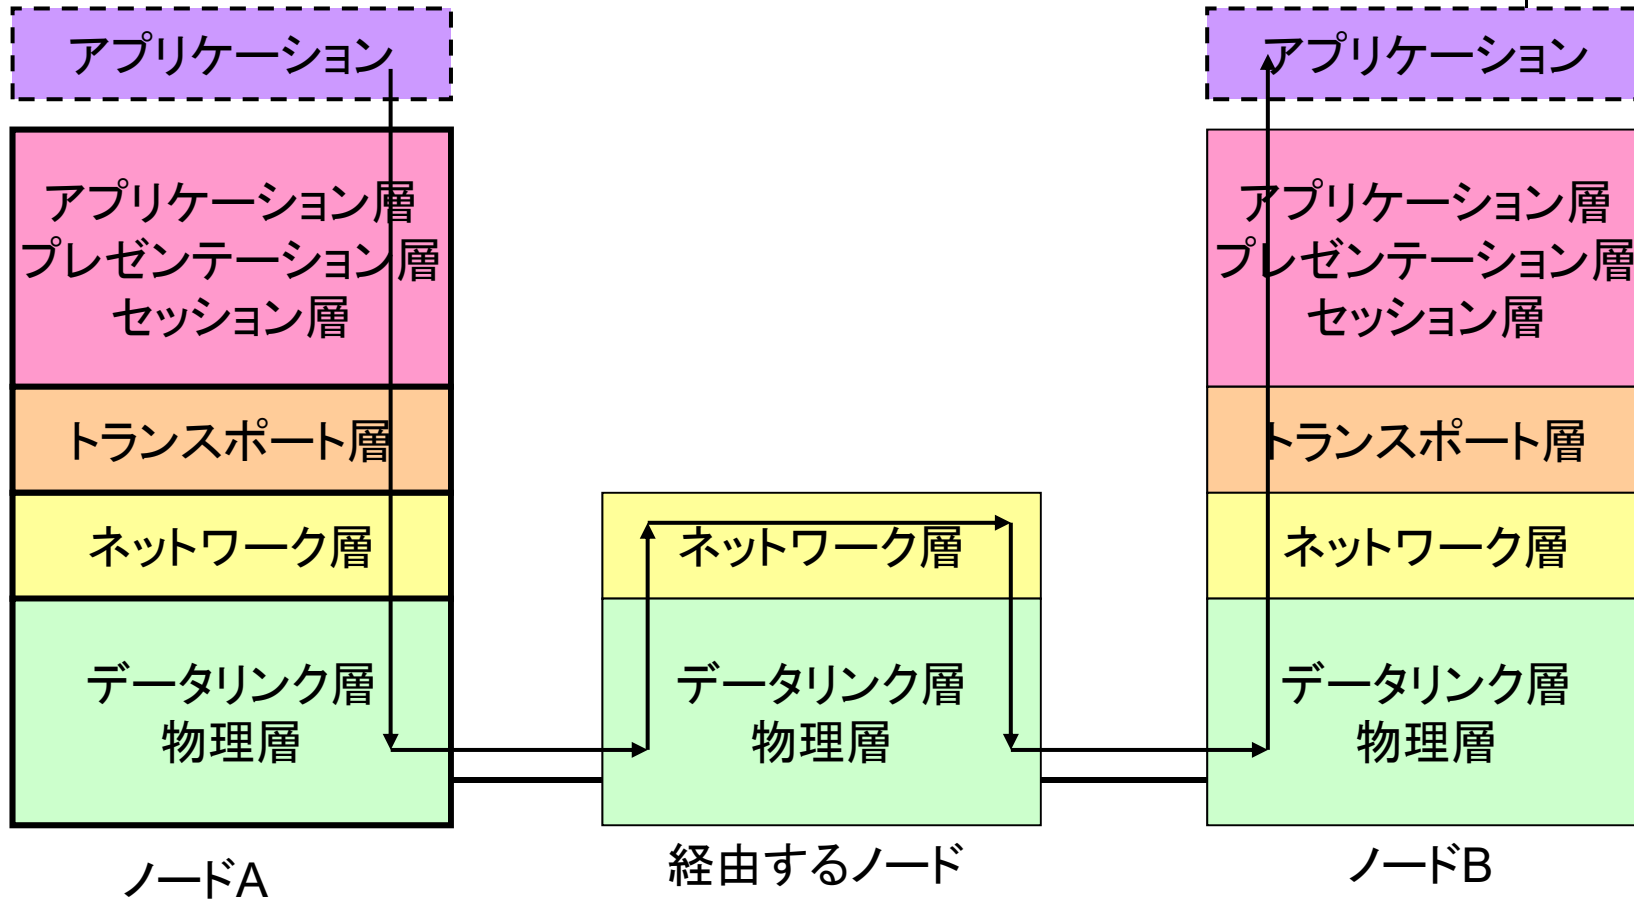 アプリケーション
アプリケーション層
プレゼンテーション層
セッション層
トランスポート層
ネットワーク層
データリンク層
物理層
ノードA
ネットワーク層
データリンク層
物理層
経由するノード
アプリケーション
アプリケーション層
プレゼンテーション層
セッション層
トランスポート層
ネットワーク層
データリンク層
物理層
ノードB